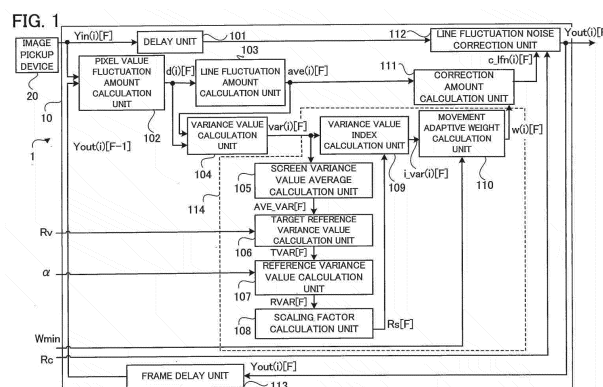 FIG. 1
IMAGE
PICKUP
DEVICE
20
10
1
Yin(i)[F]
DELAY UNIT
101
112
LINE FLUCTUATION NOISE
CORRECTION UNIT
Yout(i)[F
c_lfn(i)[F]
PIXEL VALUE
FLUCTUATION
AMOUNT
CALCULATION
UNIT
102
d(i)[F]
103
LINE FLUCTUATION
AMOUNT
CALCULATION UNIT
ave(i)[F]
111
CORRECTION
AMOUNT
CALCULATION UNIT
Yout(i)[F-1]
VARIANCE VALUE
CALCULATION
UNIT
104
var(i)[F]
VARIANCE VALUE
INDEX
CALCULATION UNIT
109
i_var(i)[F]
MOVEMENT
ADAPTIVE WEIGHT
CALCULATION
UNIT
110
w(i)[F]
114
105
SCREEN VARIANCE
VALUE AVERAGE
CALCULATION UNIT
AVE_VAR[F]
Rv
106
TARGET REFERENCE
VARIANCE VALUE
CALCULATION UNIT
TVAR[F]
α
107
REFERENCE VARIANCE
VALUE CALCULATION
UNIT
RVAR[F]
108
SCALING FACTOR
CALCULATION UNIT
Rs[F]
Wmin
Rc
FRAME DELAY UNIT
113
Yout(i)[F]